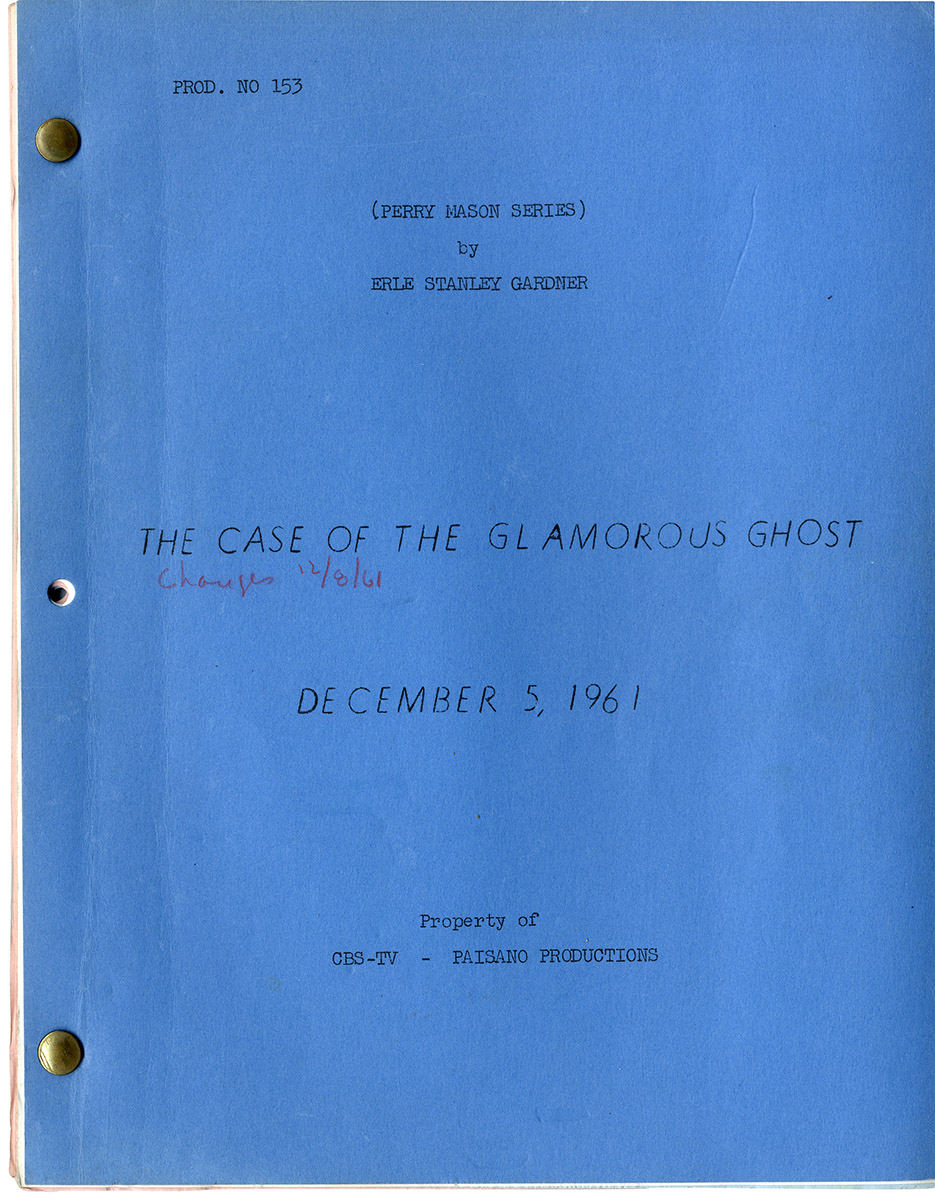 PROD. NO 153
(PERRY MASON SERIES)
by
ERLE STANLEY GARDNER
THE CASE OF THE GLAMOROUS GHOST
Changes 12/8/61
DECEMBER 5, 1961
Property of
CBS-TV - PAISANO PRODUCTIONS